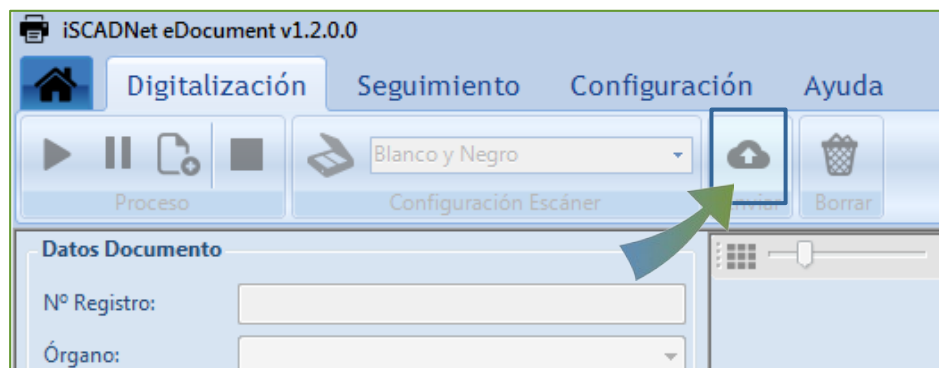 iSCADNet eDocument v1.2.0.0
Digitalización Seguimiento Configuración Ayuda
Blanco y Negro
Proceso Configuración Escáner Enviar Borrar
Datos Documento
Nº Registro:
Órgano: